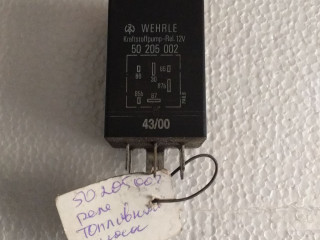 WEHRLE
Kraftstoffpump-Rel. 12V
50 205 002
43/00
50 205 002
реле
топливного
насоса